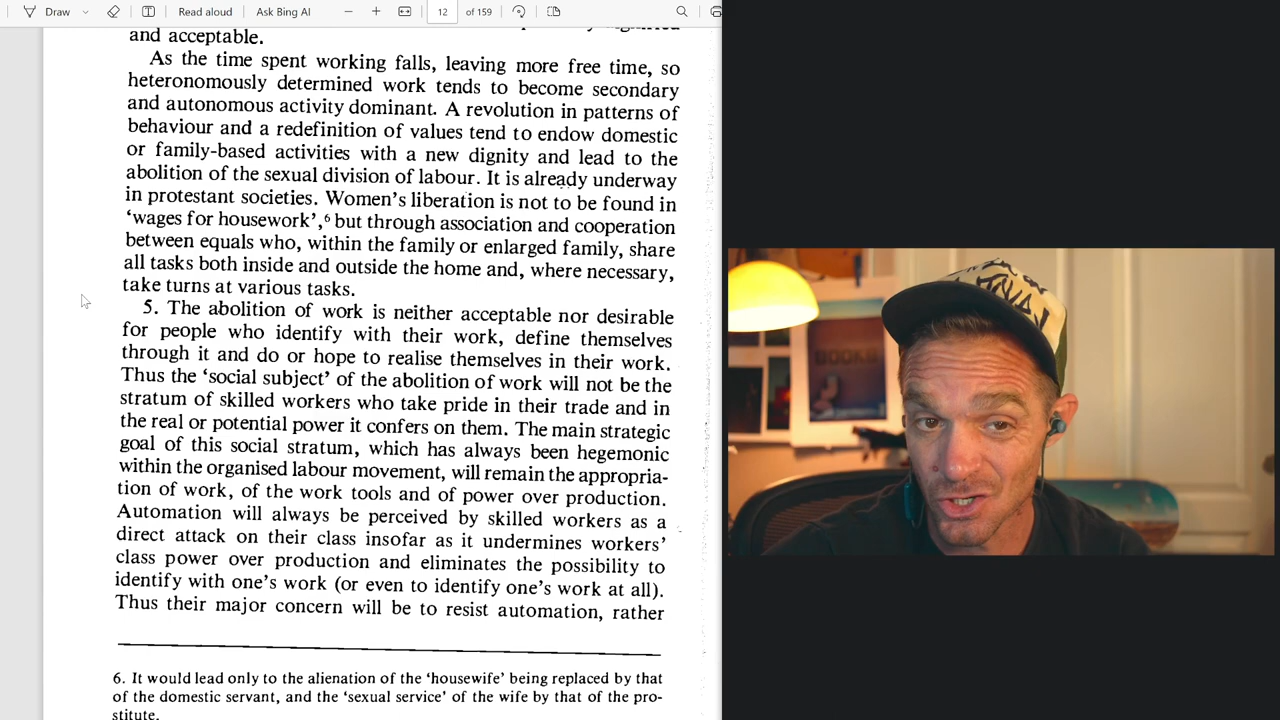 Draw
Read aloud
Ask Bing AI
12
of 159
and acceptable.
As the time spent working falls, leaving more free time, so
heteronomously determined work tends to become secondary
and autonomous activity dominant. A revolution in patterns of
behaviour and a redefinition of values tend to endow domestic
or family-based activities with a new dignity and lead to the
abolition of the sexual division of labour. It is already underway
in protestant societies. Women's liberation is not to be found in
‘wages for housework’,⁶ but through association and cooperation
between equals who, within the family or enlarged family, share
all tasks both inside and outside the home and, where necessary,
take turns at various tasks.
5. The abolition of work is neither acceptable nor desirable
for people who identify with their work, define themselves
through it and do or hope to realise themselves in their work.
Thus the ‘social subject’ of the abolition of work will not be the
stratum of skilled workers who take pride in their trade and in
the real or potential power it confers on them. The main strategic
goal of this social stratum, which has always been hegemonic
within the organised labour movement, will remain the appropria-
tion of work, of the work tools and of power over production.
Automation will always be perceived by skilled workers as a
direct attack on their class insofar as it undermines workers’
class power over production and eliminates the possibility to
identify with one's work (or even to identify one's work at all).
Thus their major concern will be to resist automation, rather
6. It would lead only to the alienation of the ‘housewife’ being replaced by that
of the domestic servant, and the ‘sexual service’ of the wife by that of the pro-
stitute.
BOOKS